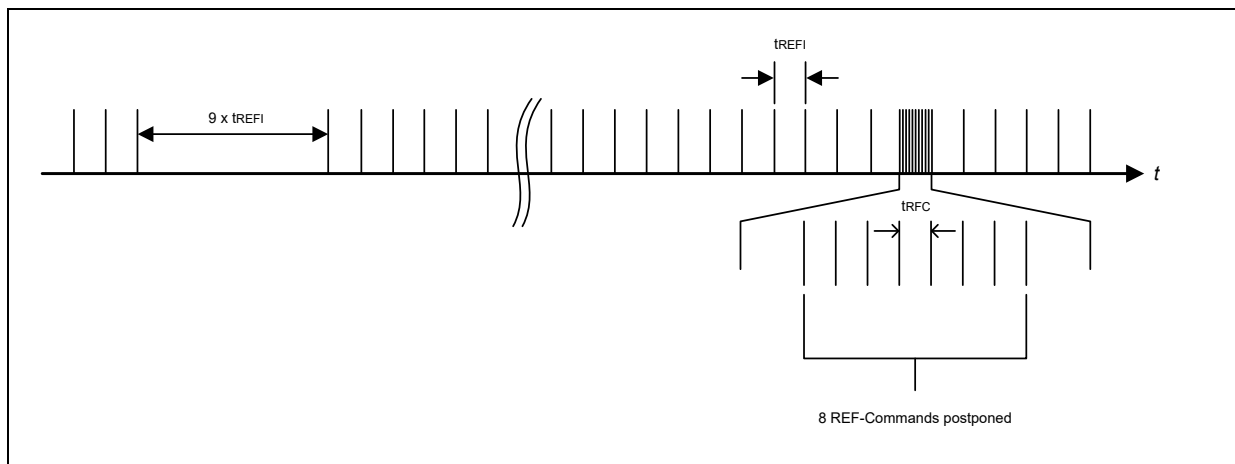 tREFI
9 x tREFI
t
tRFC
8 REF-Commands postponed